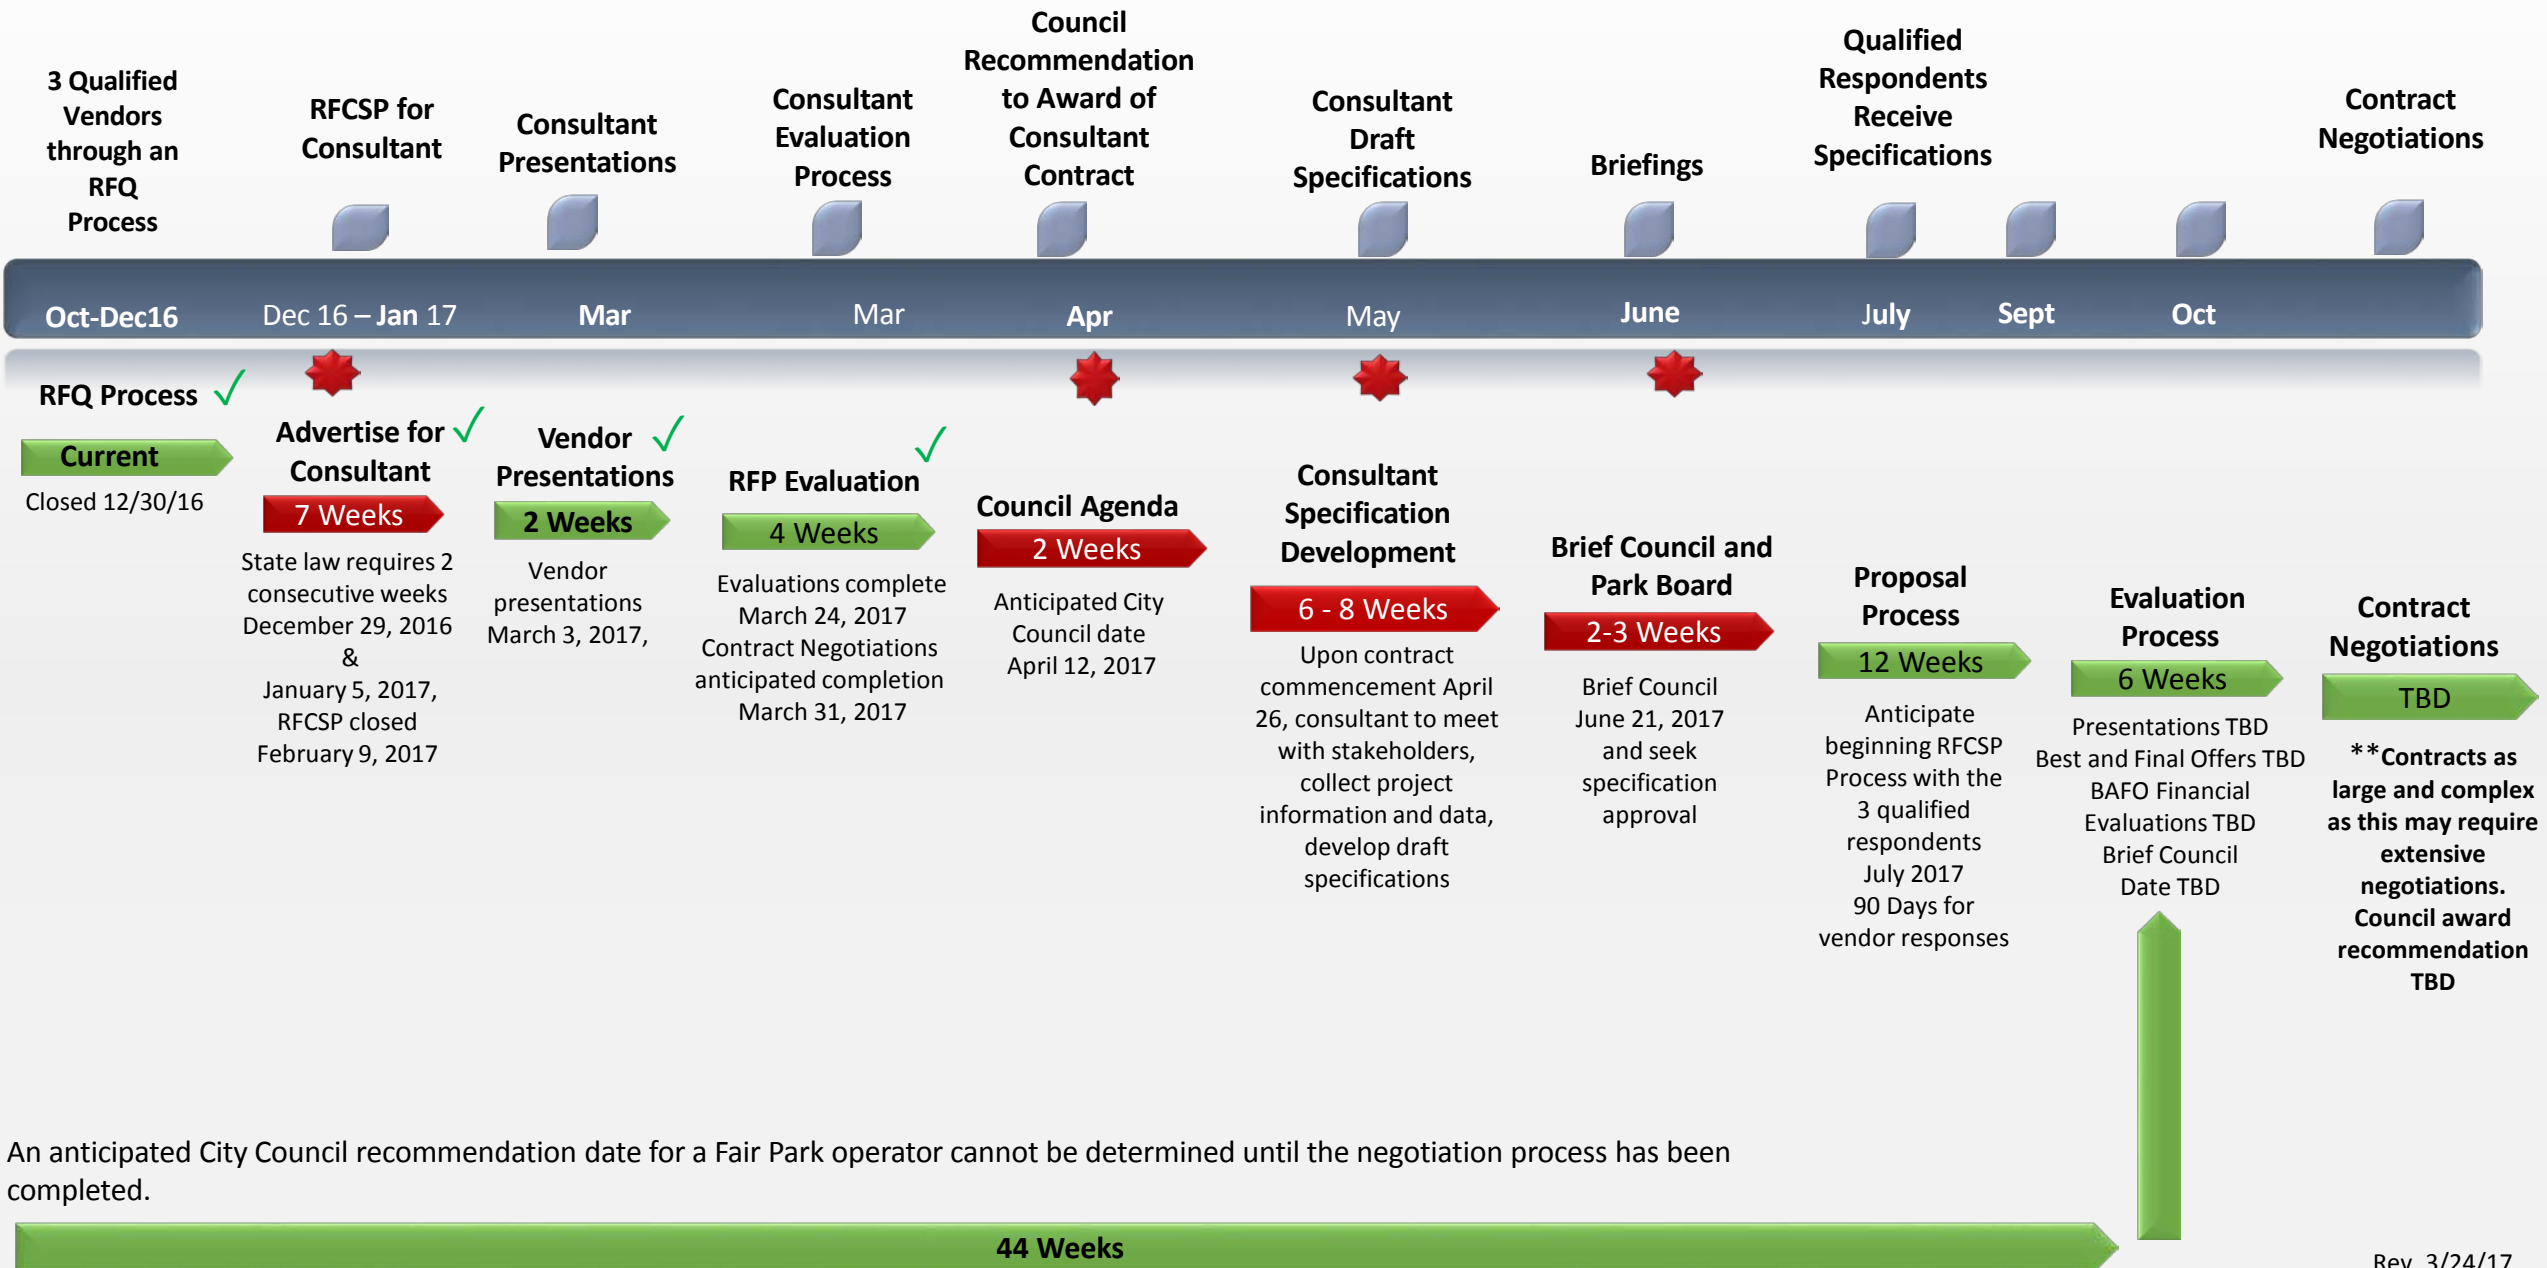 3 Qualified
Vendors
through an
RFQ
Process
RFCSP for
Consultant
Consultant
Presentations
Consultant
Evaluation
Process
Council
Recommendation
to Award of
Consultant
Contract
Consultant
Draft
Specifications
Briefings
Qualified
Respondents
Receive
Specifications
Contract
Negotiations
Oct-Dec16
Dec 16 – Jan 17
Mar
Mar
Apr
May
June
July
Sept
Oct
RFQ Process
Current
Closed 12/30/16
Advertise for
Consultant
7 Weeks
State law requires 2
consecutive weeks
December 29, 2016
&
January 5, 2017,
RFCSP closed
February 9, 2017
Vendor
Presentations
2 Weeks
Vendor
presentations
March 3, 2017,
RFP Evaluation
4 Weeks
Evaluations complete
March 24, 2017
Contract Negotiations
anticipated completion
March 31, 2017
Council Agenda
2 Weeks
Anticipated City
Council date
April 12, 2017
Consultant
Specification
Development
6 - 8 Weeks
Upon contract
commencement April
26, consultant to meet
with stakeholders,
collect project
information and data,
develop draft
specifications
Brief Council and
Park Board
2-3 Weeks
Brief Council
June 21, 2017
and seek
specification
approval
Proposal
Process
12 Weeks
Anticipate
beginning RFCSP
Process with the
3 qualified
respondents
July 2017
90 Days for
vendor responses
Evaluation
Process
6 Weeks
Presentations TBD
Best and Final Offers TBD
BAFO Financial
Evaluations TBD
Brief Council
Date TBD
Contract
Negotiations
TBD
**Contracts as
large and complex
as this may require
extensive
negotiations.
Council award
recommendation
TBD
An anticipated City Council recommendation date for a Fair Park operator cannot be determined until the negotiation process has been
completed.
44 Weeks
Rev. 3/24/17